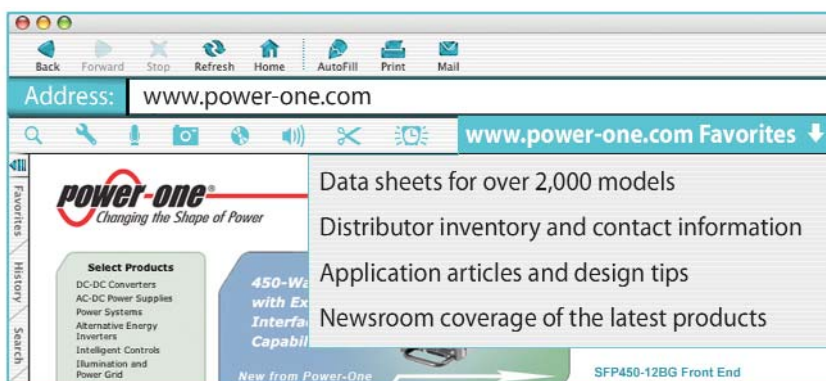 Back Forward Stop Refresh Home AutoFill Print Mail
Address: www.power-one.com
www.power-one.com Favorites
Favorites
History
Search
power-one®
Changing the Shape of Power
Data sheets for over 2,000 models
Distributor inventory and contact information
Application articles and design tips
Newsroom coverage of the latest products
Select Products
DC-DC Converters
AC-DC Power Supplies
Power Systems
Alternative Energy
Inverters
Intelligent Controls
Illumination and
Power Grid
450-Wa
with Ex
Interfa
Capabil
New from Power-One
SFP450-12BG Front End